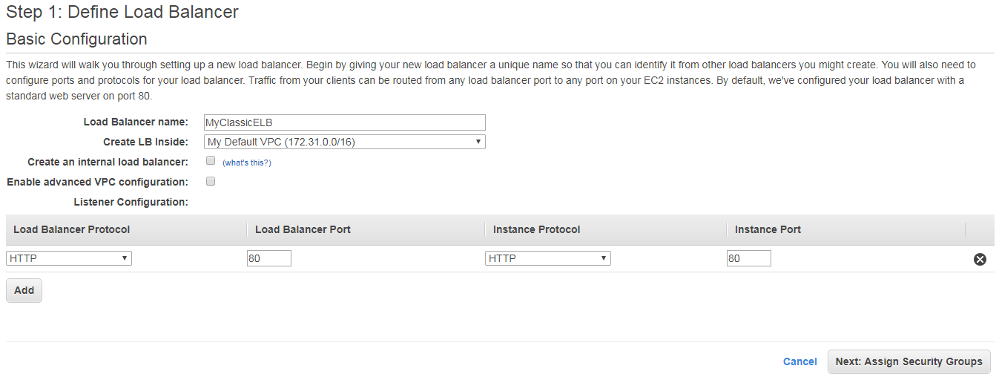 Step 1: Define Load Balancer
Basic Configuration
This wizard will walk you through setting up a new load balancer. Begin by giving your new load balancer a unique name so that you can identify it from other load balancers you might create. You will also need to
configure ports and protocols for your load balancer. Traffic from your clients can be routed from any load balancer port to any port on your EC2 instances. By default, we've configured your load balancer with a
standard web server on port 80.
Load Balancer name: MyClassicELB
Create LB Inside: My Default VPC (172.31.0.0/16)
Create an internal load balancer: (what's this?)
Enable advanced VPC configuration:
Listener Configuration:
Load Balancer Protocol Load Balancer Port Instance Protocol Instance Port
HTTP 80 HTTP 80
Add
Cancel Next: Assign Security Groups